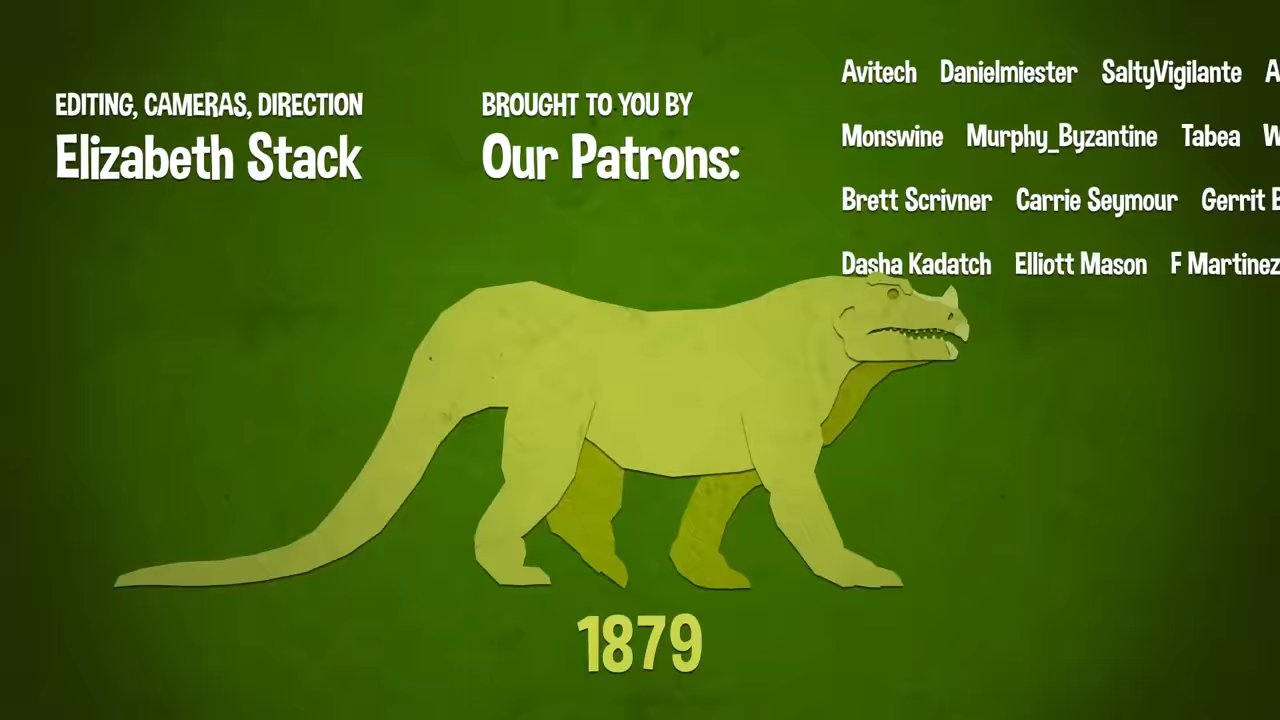 EDITING, CAMERAS, DIRECTION
Elizabeth Stack
BROUGHT TO YOU BY
Our Patrons:
Avitech Danielmiester SaltyVigilante
Monswine Murphy_Byzantine Tabea
Brett Scrivner Carrie Seymour Gerrit
Dasha Kadatch Elliott Mason F Martinez
1879